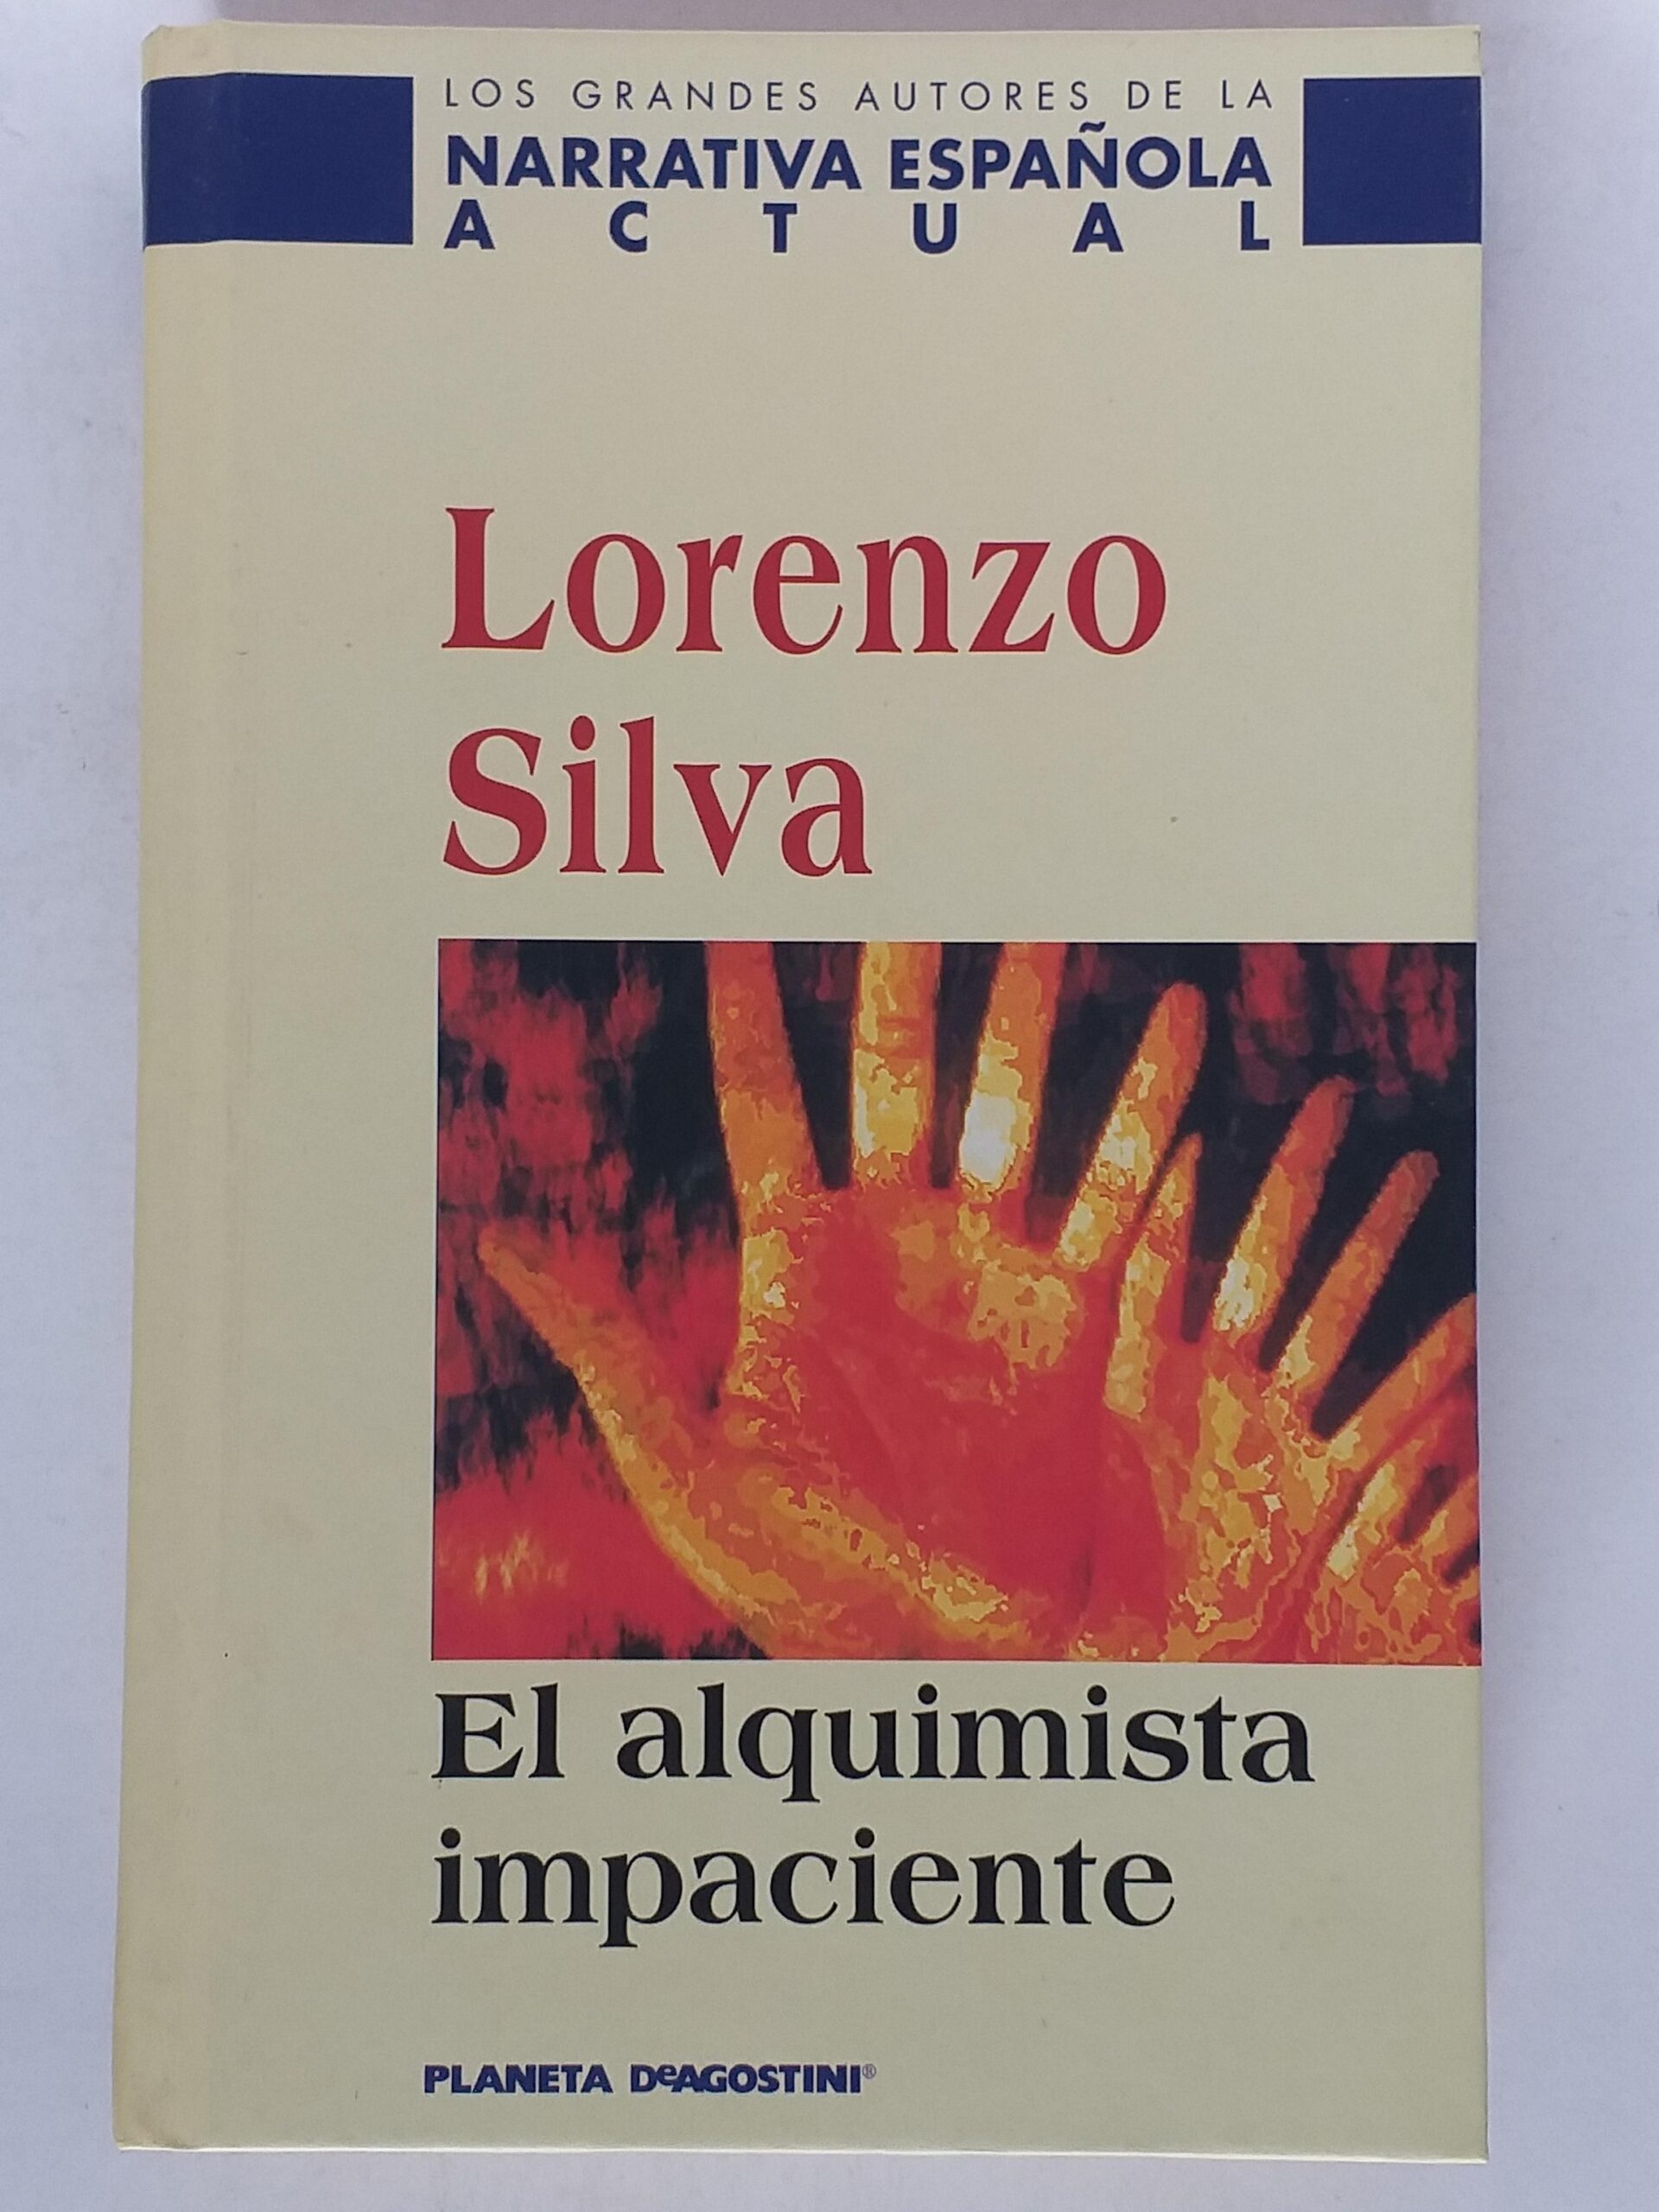 LOS GRANDES AUTORES DE LA
NARRATIVA ESPAÑOLA
ACTUAL
Lorenzo
Silva
El alquimista
impaciente
PLANETA DeAGOSTINI®